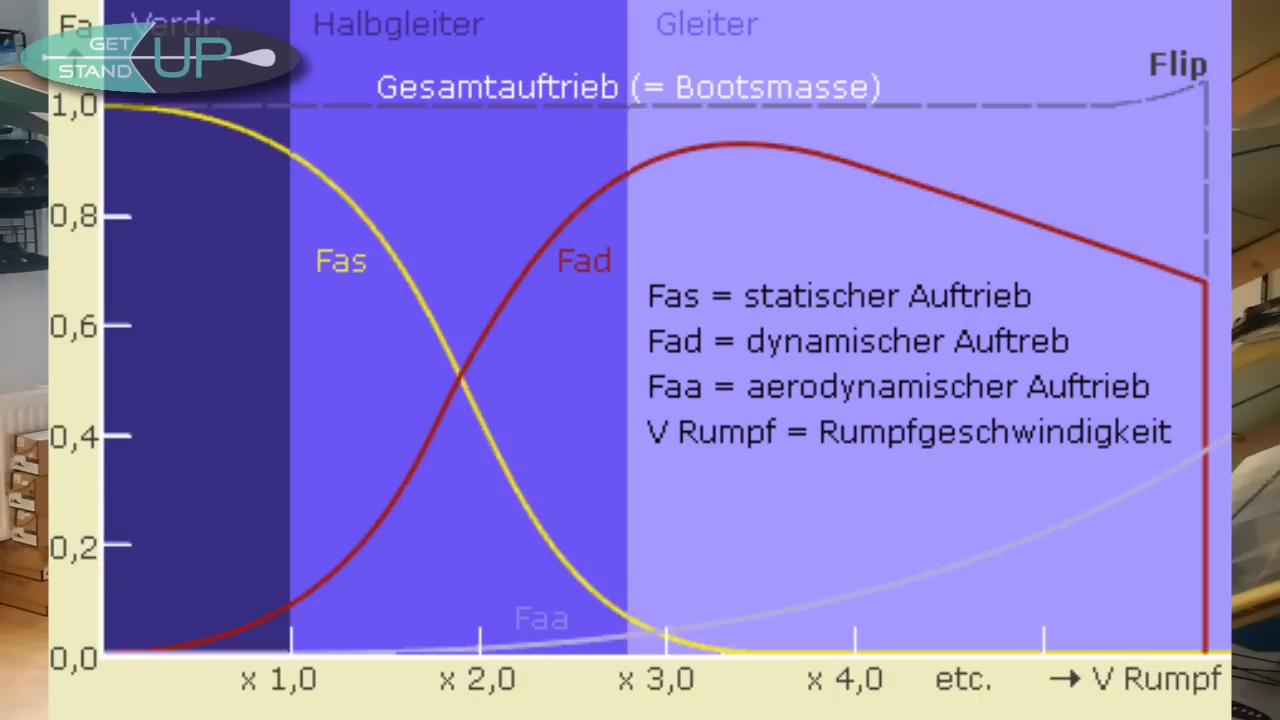 Fa
Verdr.
Halbgleiter
Gleiter
GET
STAND
UP
Flip
Gesamtauftrieb (= Bootsmasse)
1,0
0,8
0,6
0,4
0,2
0,0
Fas
Fad
Fas = statischer Auftrieb
Fad = dynamischer Auftreb
Faa = aerodynamischer Auftrieb
V Rumpf = Rumpfgeschwindigkeit
Faa
x 1,0
x 2,0
x 3,0
x 4,0
etc.
→ V Rumpf